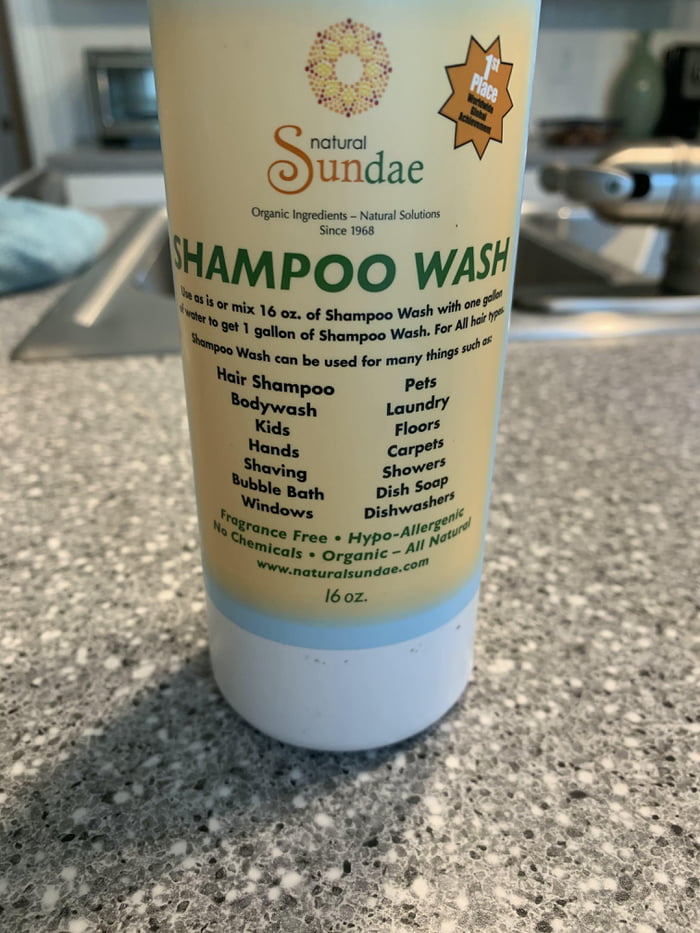 1st
Place
Worldwide
Global
Achievement
natural
Sundae
Organic Ingredients – Natural Solutions
Since 1968
SHAMPOO WASH
Use as is or mix 16 oz. of Shampoo Wash with one gallon
of water to get 1 gallon of Shampoo Wash. For All hair types.
Shampoo Wash can be used for many things such as:
Hair Shampoo
Bodywash
Kids
Hands
Shaving
Bubble Bath
Windows
Pets
Laundry
Floors
Carpets
Showers
Dish Soap
Dishwashers
Fragrance Free • Hypo-Allergenic
No Chemicals • Organic – All Natural
www.naturalsundae.com
16 oz.